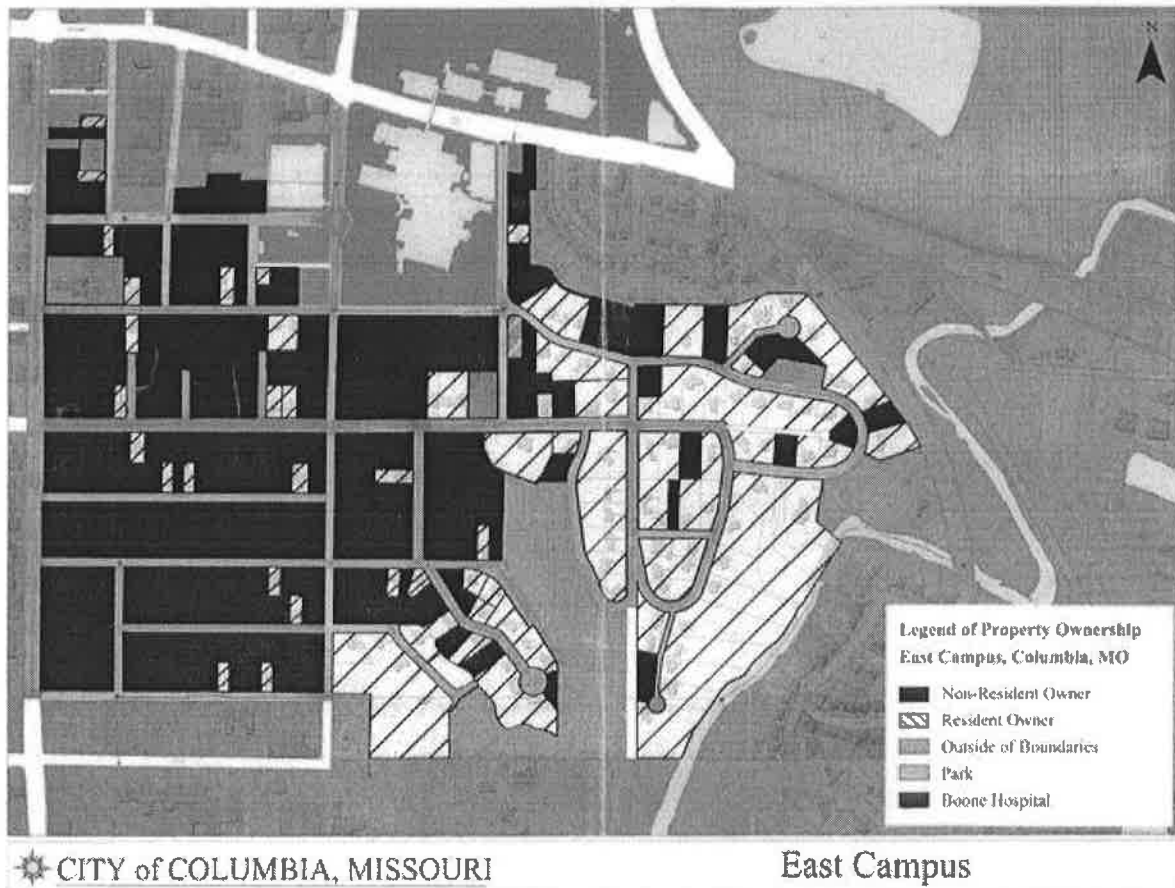 N
Legend of Property Ownership
East Campus, Columbia, MO
Non-Resident Owner
Resident Owner
Outside of Boundaries
Park
Boone Hospital
CITY of COLUMBIA, MISSOURI
East Campus